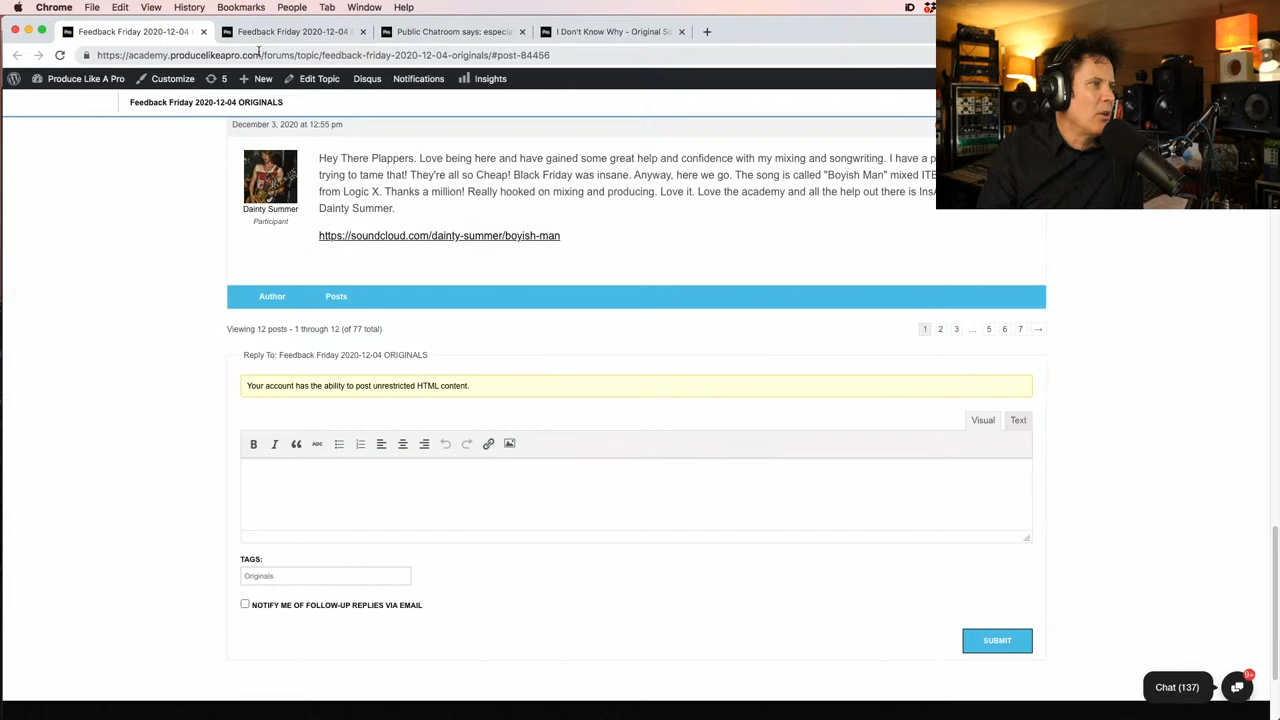 Chrome File Edit View History Bookmarks People Tab Window Help
Feedback Friday 2020-12-04 Feedback Friday 2020-12-04 Public Chatroom says: especie I Don't Know Why - Original So
https://academy.producelikeapro.com/forums/topic/feedback-friday-2020-12-04-originals/#post-84456
Produce Like A Pro Customize 5 New Edit Topic Disqus Notifications Insights
Feedback Friday 2020-12-04 ORIGINALS
December 3, 2020 at 12:55 pm
Hey There Plappers. Love being here and have gained some great help and confidence with my mixing and songwriting. I have a p
trying to tame that! They're all so Cheap! Black Friday was insane. Anyway, here we go. The song is called "Boyish Man" mixed ITE
from Logic X. Thanks a million! Really hooked on mixing and producing. Love it. Love the academy and all the help out there is InsA
Dainty Summer.
Dainty Summer
Participant
https://soundcloud.com/dainty-summer/boyish-man
Author Posts
Viewing 12 posts - 1 through 12 (of 77 total) 1 2 3 ... 5 6 7 →
Reply To: Feedback Friday 2020-12-04 ORIGINALS
Your account has the ability to post unrestricted HTML content.
Visual Text
B I ABC
TAGS:
Originals
NOTIFY ME OF FOLLOW-UP REPLIES VIA EMAIL
SUBMIT
Chat (137) 9+